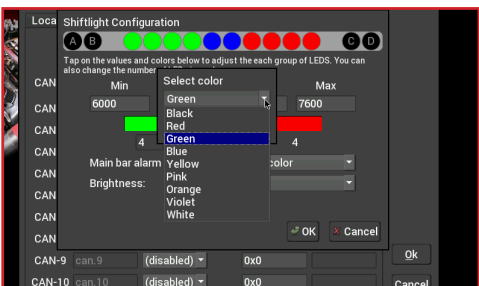 Loca
Shiftlight Configuration
A B C D
Tap on the values and colors below to adjust the each group of LEDS. You can
also change the number
Select color
Min Max
6000 Green 7600
Black
Red
Green
Blue
Yellow
Pink
Orange
Violet
White
4 4
Main bar alarm color
Brightness:
OK Cancel
CAN
CAN
CAN
CAN
CAN
CAN
CAN
CAN
CAN-9 can.9 (disabled) 0x0 Ok
CAN-10 can.10 (disabled) 0x0 Cancel